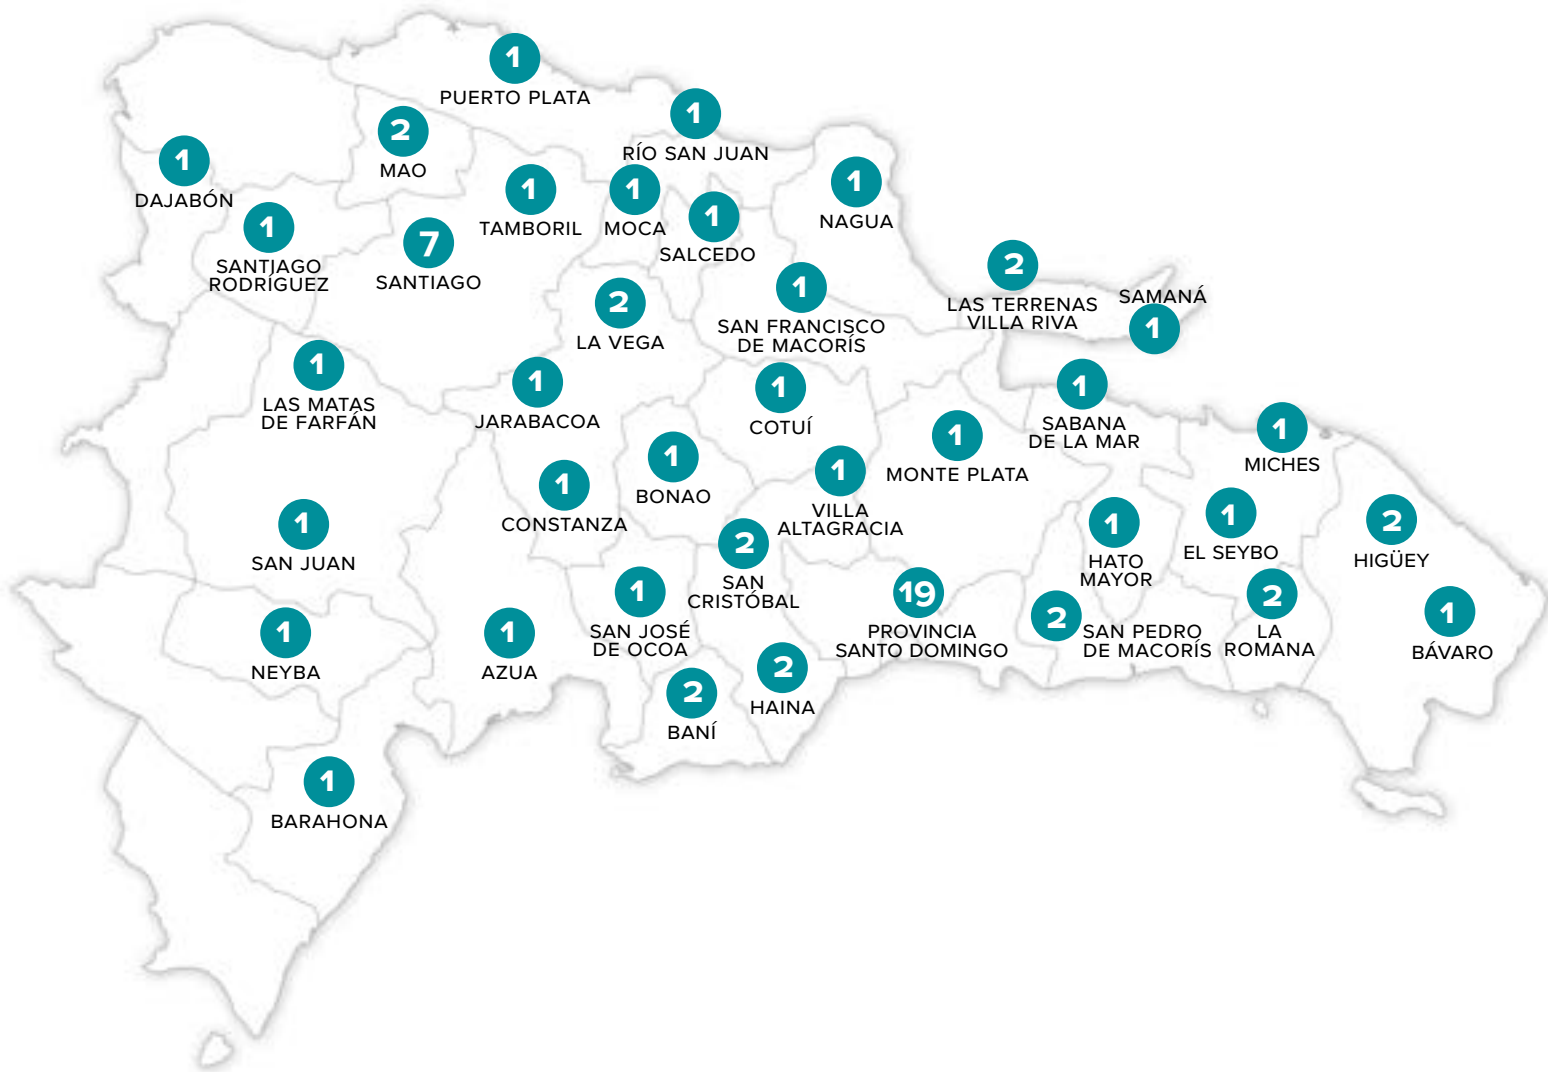 1
PUERTO PLATA
1
RÍO SAN JUAN
2
MAO
1
DAJABÓN
1
TAMBORIL
1
MOCA
1
SALCEDO
1
NAGUA
1
SANTIAGO
RODRÍGUEZ
7
SANTIAGO
2
LA VEGA
1
SAN FRANCISCO
DE MACORÍS
2
LAS TERRENAS
VILLA RIVA
SAMANÁ
1
1
LAS MATAS
DE FARFÁN
1
JARABACOA
1
COTUÍ
1
SABANA
DE LA MAR
1
MICHES
1
BONAO
1
MONTE PLATA
1
CONSTANZA
1
VILLA
ALTAGRACIA
1
SAN JUAN
2
SAN
CRISTÓBAL
1
HATO
MAYOR
1
EL SEYBO
2
HIGÜEY
1
NEYBA
1
AZUA
1
SAN JOSÉ
DE OCOA
19
PROVINCIA
SANTO DOMINGO
2
SAN PEDRO
DE MACORÍS
2
LA
ROMANA
1
BÁVARO
2
BANÍ
2
HAINA
1
BARAHONA